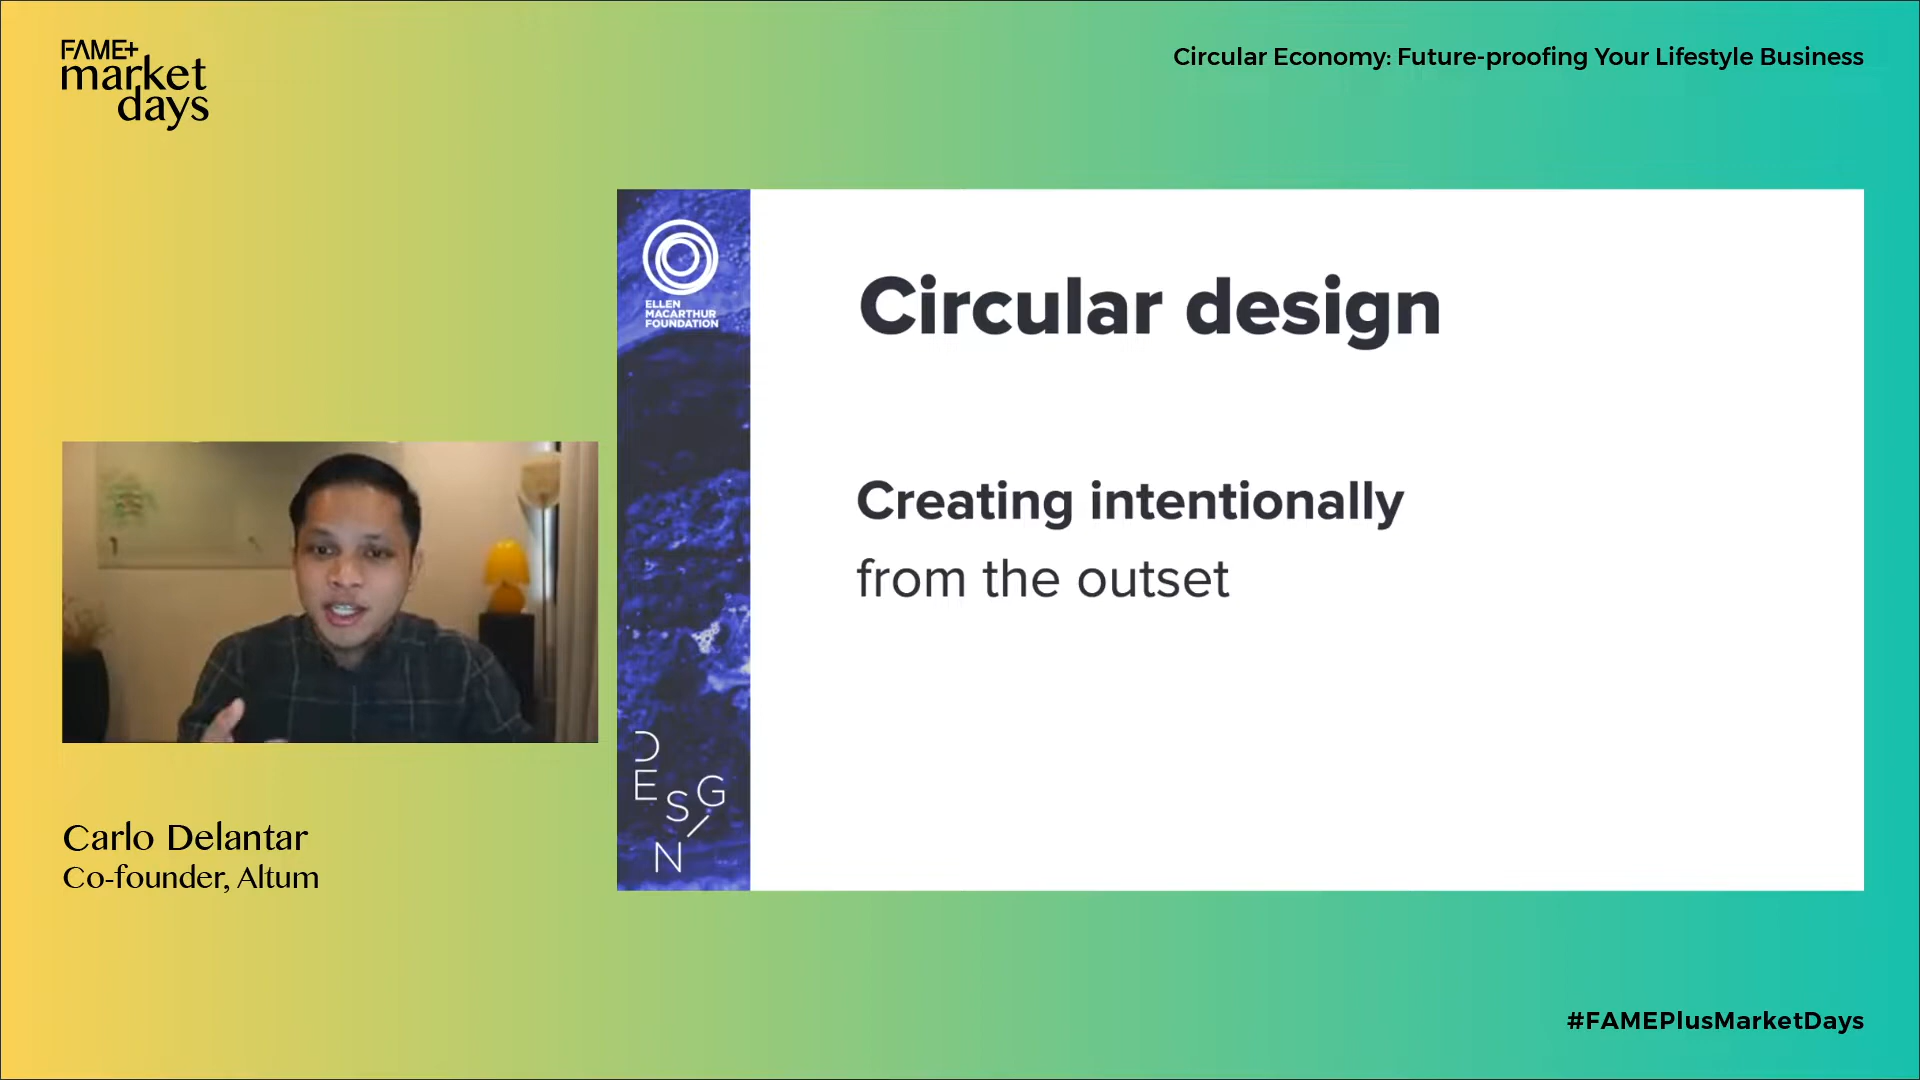 FAME+
market
days
Circular Economy: Future-proofing Your Lifestyle Business
ELLEN
MACARTHUR
FOUNDATION
Circular design
Creating intentionally
from the outset
DESIGN
Carlo Delantar
Co-founder, Altum
#FAMEPlusMarketDays